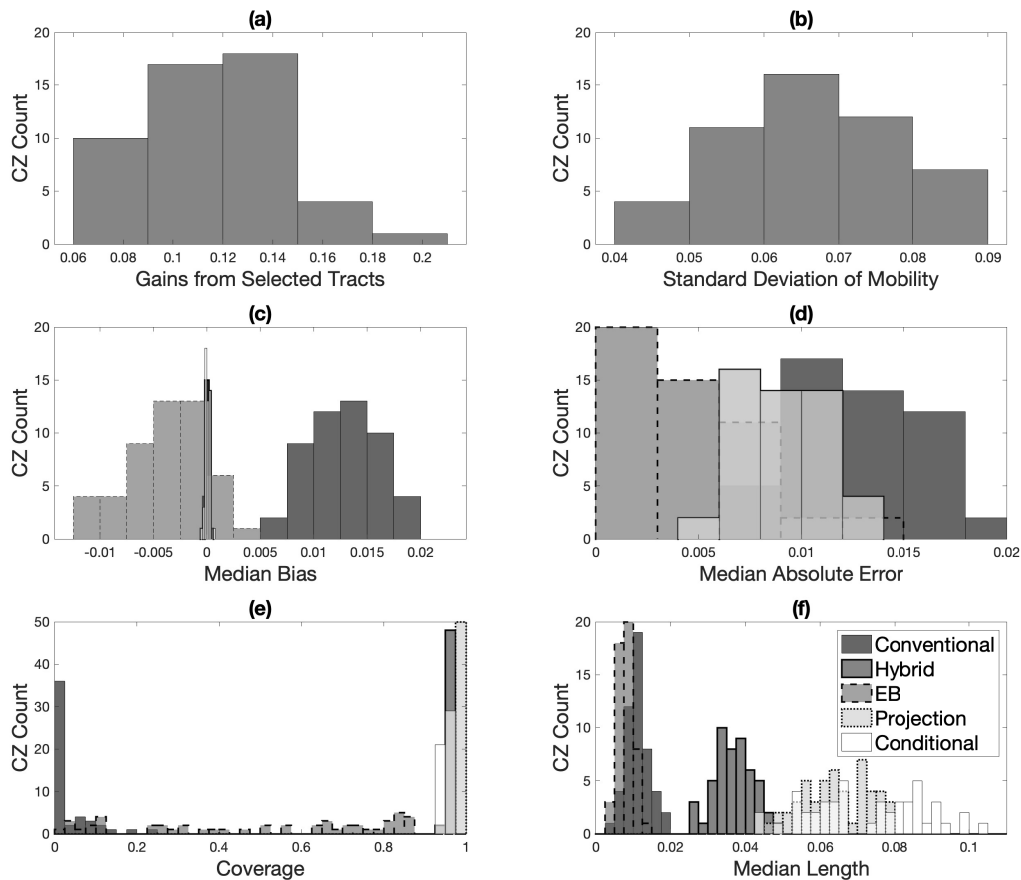 (a)
20
15
10
5
0
CZ Count
0.06 0.08 0.1 0.12 0.14 0.16 0.18 0.2
Gains from Selected Tracts
(b)
20
15
10
5
0
CZ Count
0.04 0.05 0.06 0.07 0.08 0.09
Standard Deviation of Mobility
(c)
20
15
10
5
0
CZ Count
-0.01 -0.005 0 0.005 0.01 0.015 0.02
Median Bias
(d)
20
15
10
5
0
CZ Count
0 0.005 0.01 0.015 0.02
Median Absolute Error
(e)
50
40
30
20
10
0
CZ Count
0 0.2 0.4 0.6 0.8 1
Coverage
(f)
20
15
10
5
0
CZ Count
0 0.02 0.04 0.06 0.08 0.1
Median Length
Conventional
Hybrid
EB
Projection
Conditional